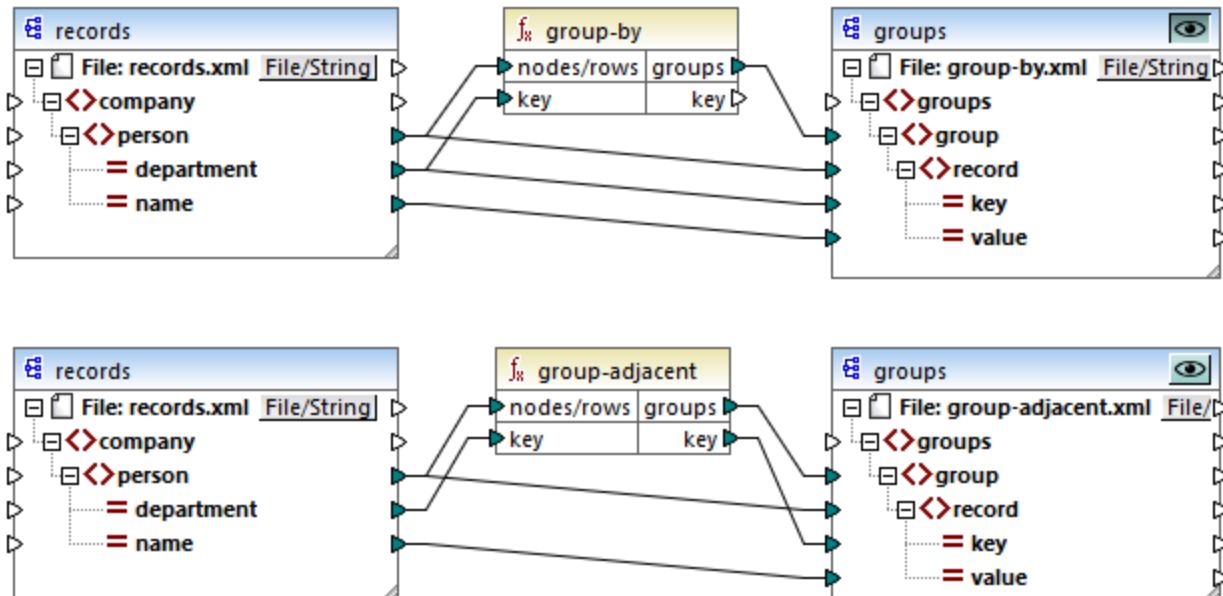 records
File: records.xml File/String
company
person
department
name
group-by
nodes/rows groups
key key
groups
File: group-by.xml File/String
groups
group
record
key
value
records
File: records.xml File/String
company
person
department
name
group-adjacent
nodes/rows groups
key key
groups
File: group-adjacent.xml File/
groups
group
record
key
value